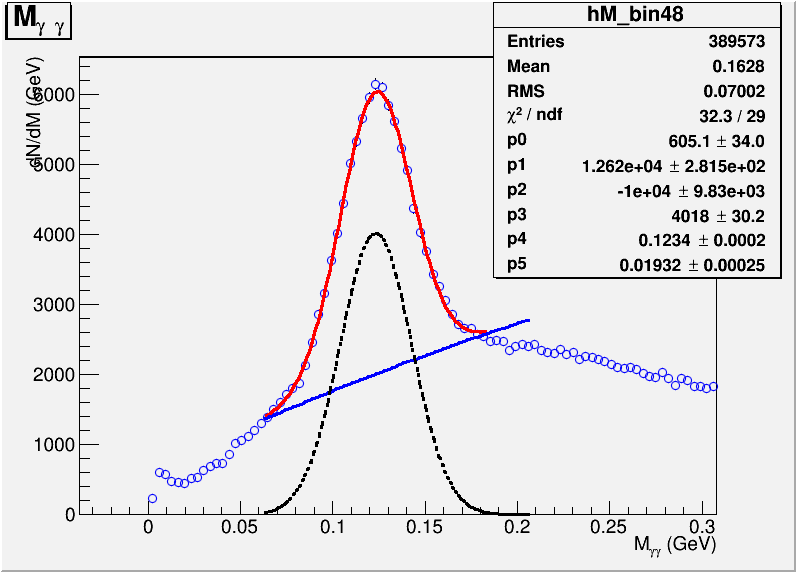 M_γ γ
hM_bin48
Entries 389573
Mean 0.1628
RMS 0.07002
χ² / ndf 32.3 / 29
p0 605.1 ± 34.0
p1 1.262e+04 ± 2.815e+02
p2 -1e+04 ± 9.83e+03
p3 4018 ± 30.2
p4 0.1234 ± 0.0002
p5 0.01932 ± 0.00025
dN/dM (GeV)
6000
5000
4000
3000
2000
1000
0
0 0.05 0.1 0.15 0.2 0.25 0.3
M_γγ (GeV)